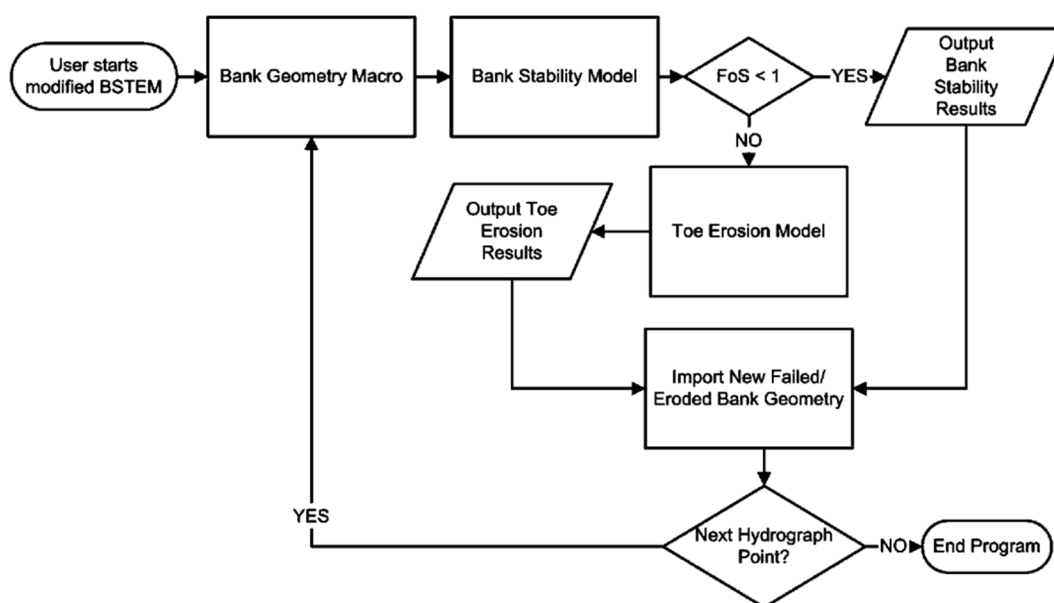 User starts
modified BSTEM
Bank Geometry Macro
Bank Stability Model
FoS < 1
YES
Output
Bank
Stability
Results
NO
Output Toe
Erosion
Results
Toe Erosion Model
Import New Failed/
Eroded Bank Geometry
YES
Next Hydrograph
Point?
NO
End Program